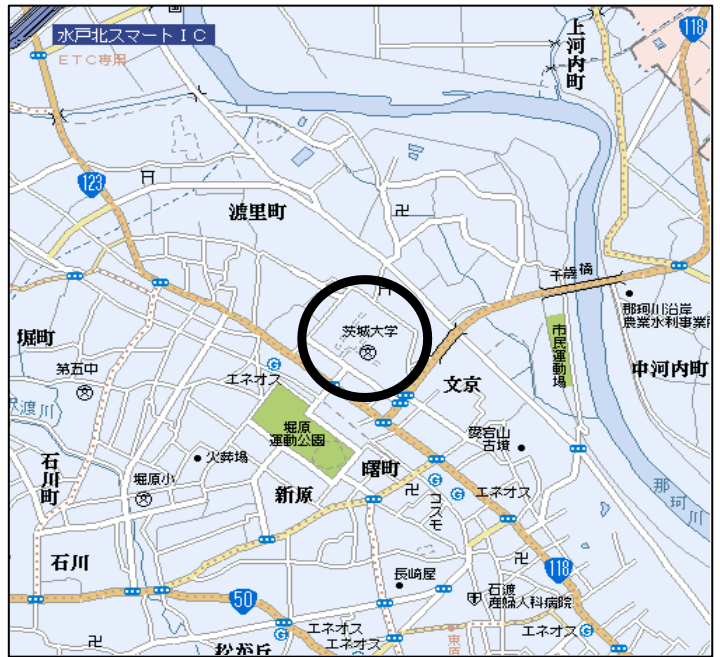 水戸北スマートIC
ETC専用
上河内町
118
123
渡里町
千歳橋
那珂川沿岸
農業水利事業所
茨城大学
堀町
第五中
エネオス
文京
市民運動場
中河内町
沢渡川
堀原
運動公園
愛宕山
古墳
火葬場
石川町
堀原小
新原
曙町
コスモ
エネオス
那珂川
石川
長崎屋
118
石渡
産婦人科病院
50
エネオス
エネオス
エネオス
松が丘
東原